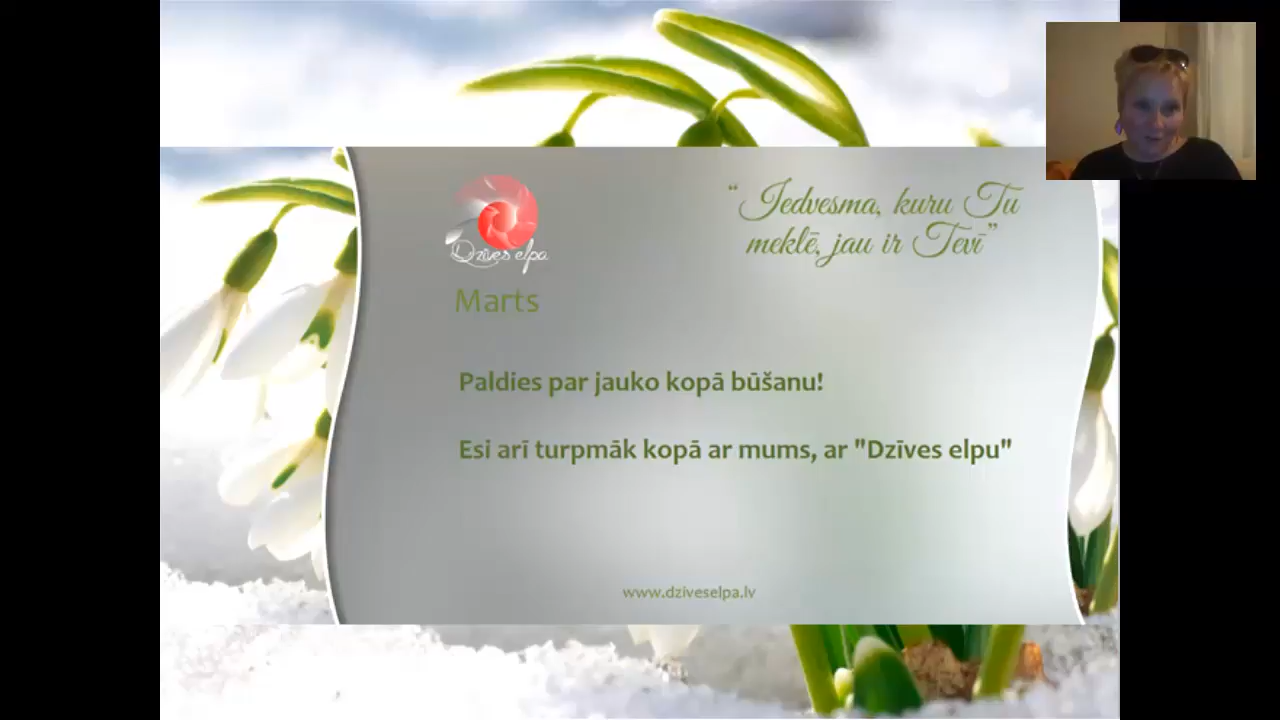 “Iedvesma, kuru Tu
meklē, jau ir Tevī”
Dzīves elpa
Marts
Paldies par jauko kopā būšanu!
Esi arī turpmāk kopā ar mums, ar "Dzīves elpu"
www.dziveselpa.lv